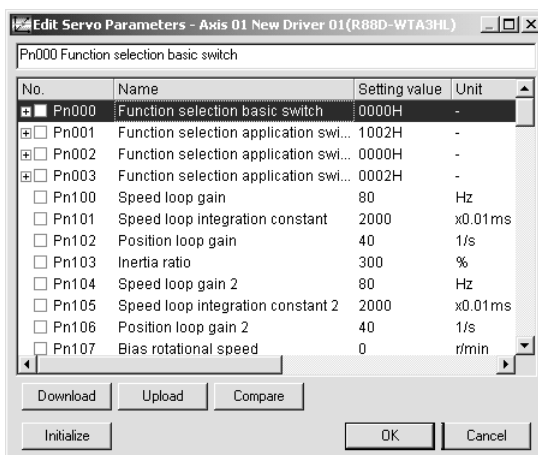 Edit Servo Parameters - Axis 01 New Driver 01(R88D-WTA3HL)
Pn000 Function selection basic switch
No. Name Setting value Unit
Pn000 Function selection basic switch 0000H -
Pn001 Function selection application swi... 1002H -
Pn002 Function selection application swi... 0000H -
Pn003 Function selection application swi... 0002H -
Pn100 Speed loop gain 80 Hz
Pn101 Speed loop integration constant 2000 x0.01ms
Pn102 Position loop gain 40 1/s
Pn103 Inertia ratio 300 %
Pn104 Speed loop gain 2 80 Hz
Pn105 Speed loop integration constant 2 2000 x0.01ms
Pn106 Position loop gain 2 40 1/s
Pn107 Bias rotational speed 0 r/min
Download Upload Compare
Initialize OK Cancel